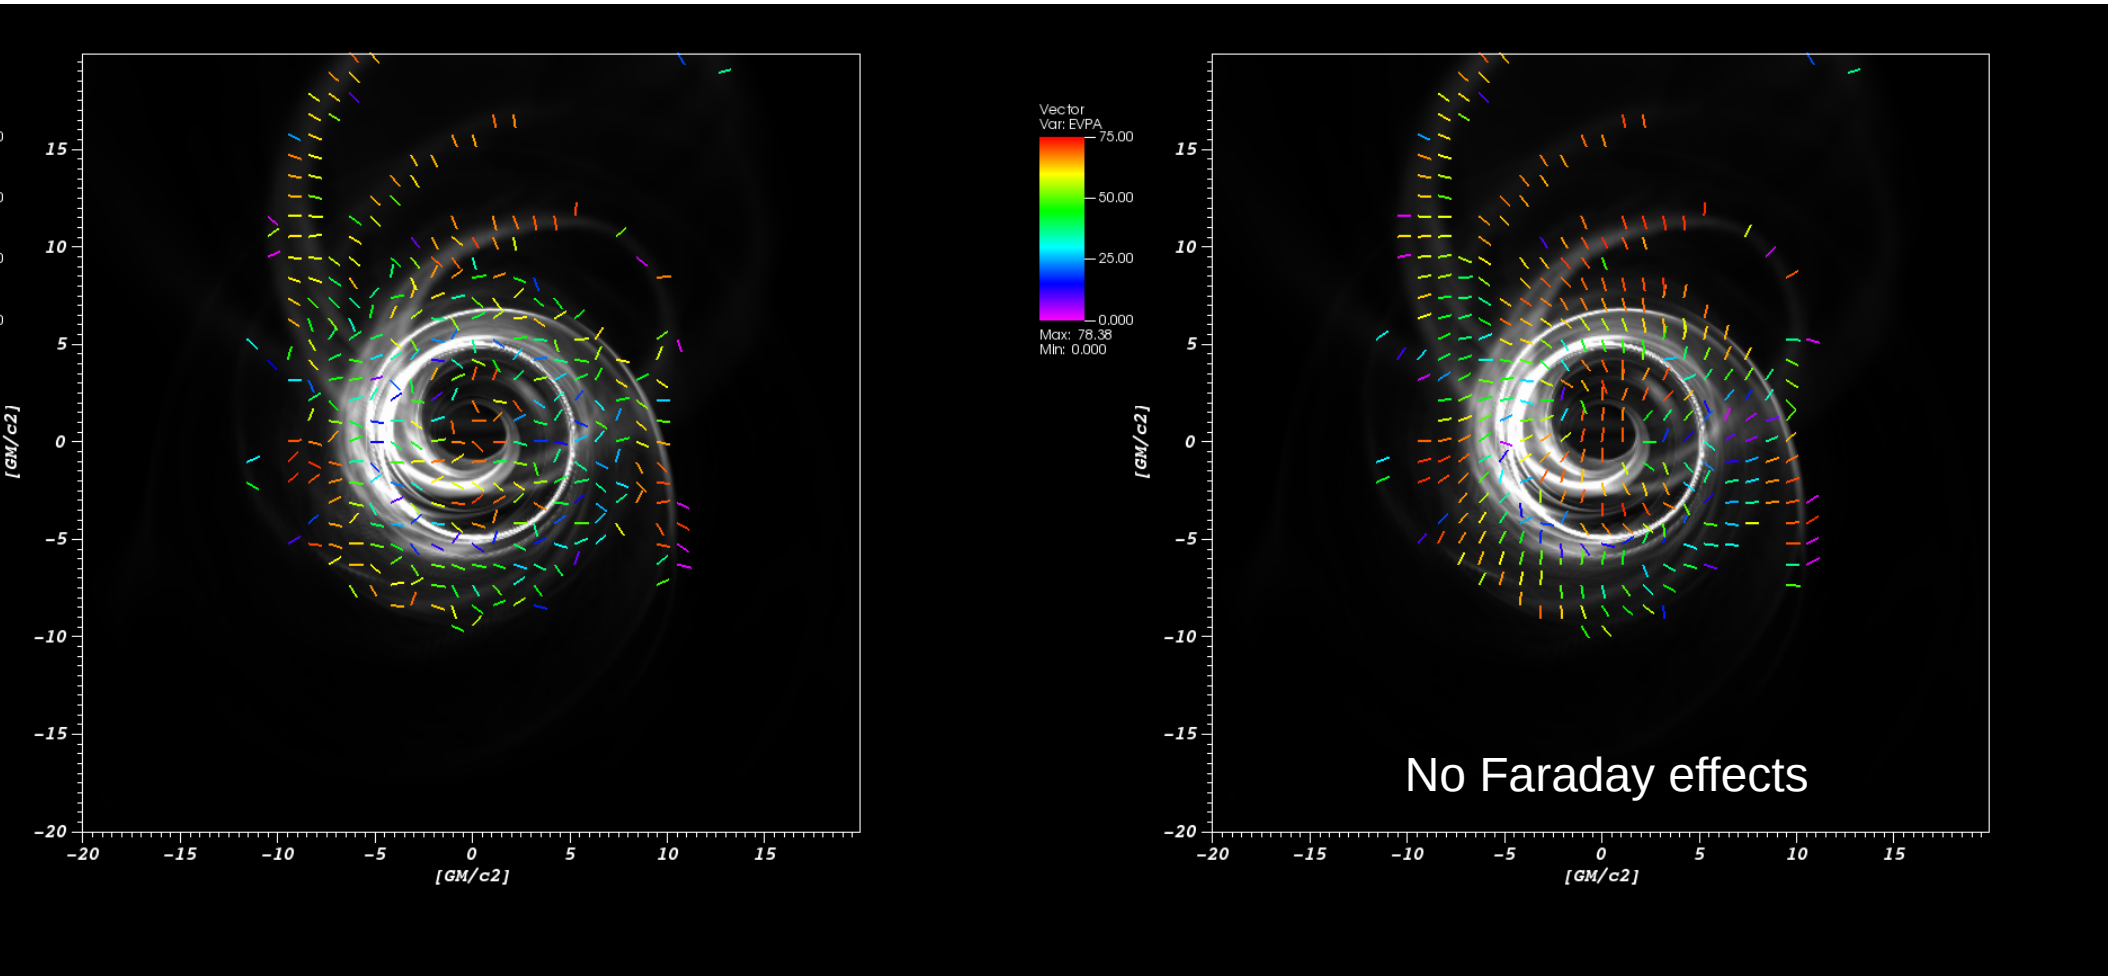 15
10
5
0
−5
−10
−15
−20
[GM/c2]
−20 −15 −10 −5 0 5 10 15
[GM/c2]
Vector
Var: EVPA
75.00
50.00
25.00
0.000
Max: 78.38
Min: 0.000
15
10
5
0
−5
−10
−15
−20
[GM/c2]
No Faraday effects
−20 −15 −10 −5 0 5 10 15
[GM/c2]